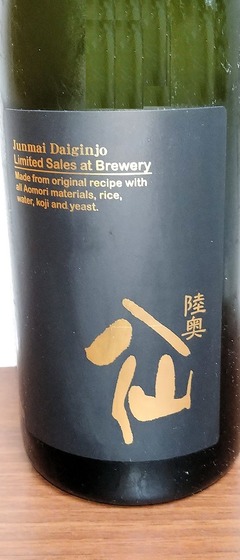 Junmai Daiginjo
Limited Sales at Brewery
Made from original recipe with
all Aomori materials, rice,
water, koji and yeast.
陸奥
八仙